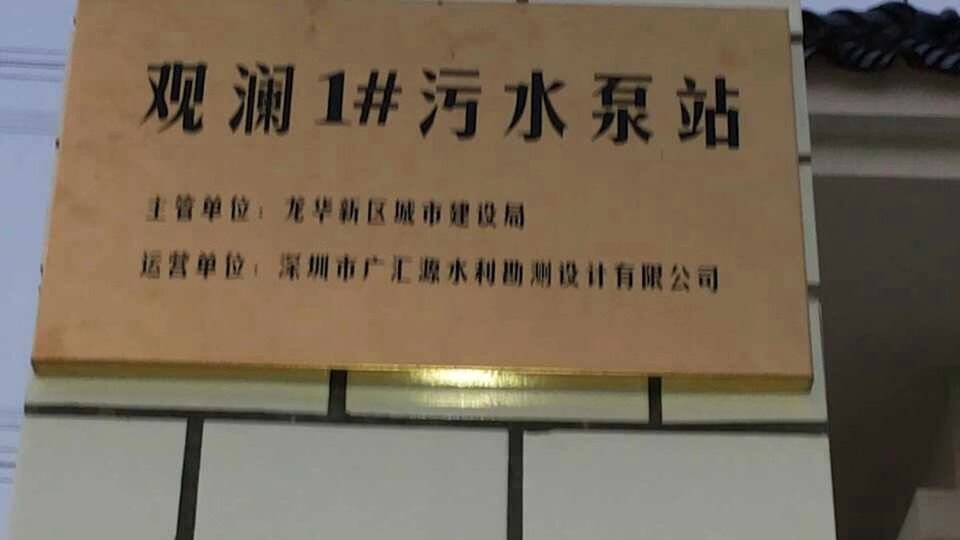 观澜1#污水泵站
主管单位：龙华新区城市建设局
运营单位：深圳市广汇源水利勘测设计有限公司